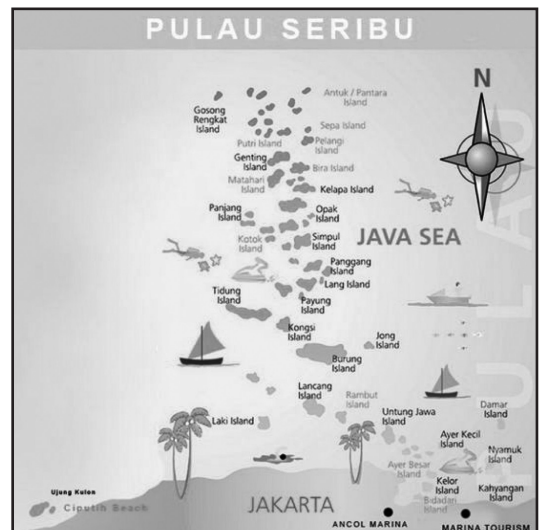 PULAU SERIBU
N
Antuk / Pantara
Island
Gosong
Rengkat
Island
Sepa Island
Putri Island
Pelangi
Island
Genting
Island
Bira Island
Matahari
Island
Kelapa Island
Panjang
Island
Opak
Island
Kotok
Island
Simpul
Island
JAVA SEA
Panggang
Island
Lang Island
Tidung
Island
Payung
Island
Kongsi
Island
Jong
Island
Burung
Island
Lancang
Island
Rambut
Island
Damar
Island
Laki Island
Untung Jawa
Island
Ayer Kecil
Island
Nyamuk
Island
Ayer Besar
Island
Kelor
Island
Kahyangan
Island
Bidadari
Island
Ujung Kulon
Ciputih Beach
JAKARTA
ANCOL MARINA
MARINA TOURISM